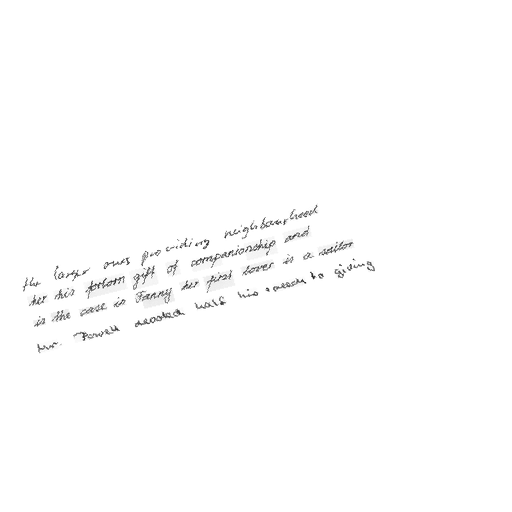 the larger ones providing neighbourhood
her his forlorn gift of companionship and
is the case in Fanny her first lover is a sailor
Mr. Powell devoted half his speech to giving